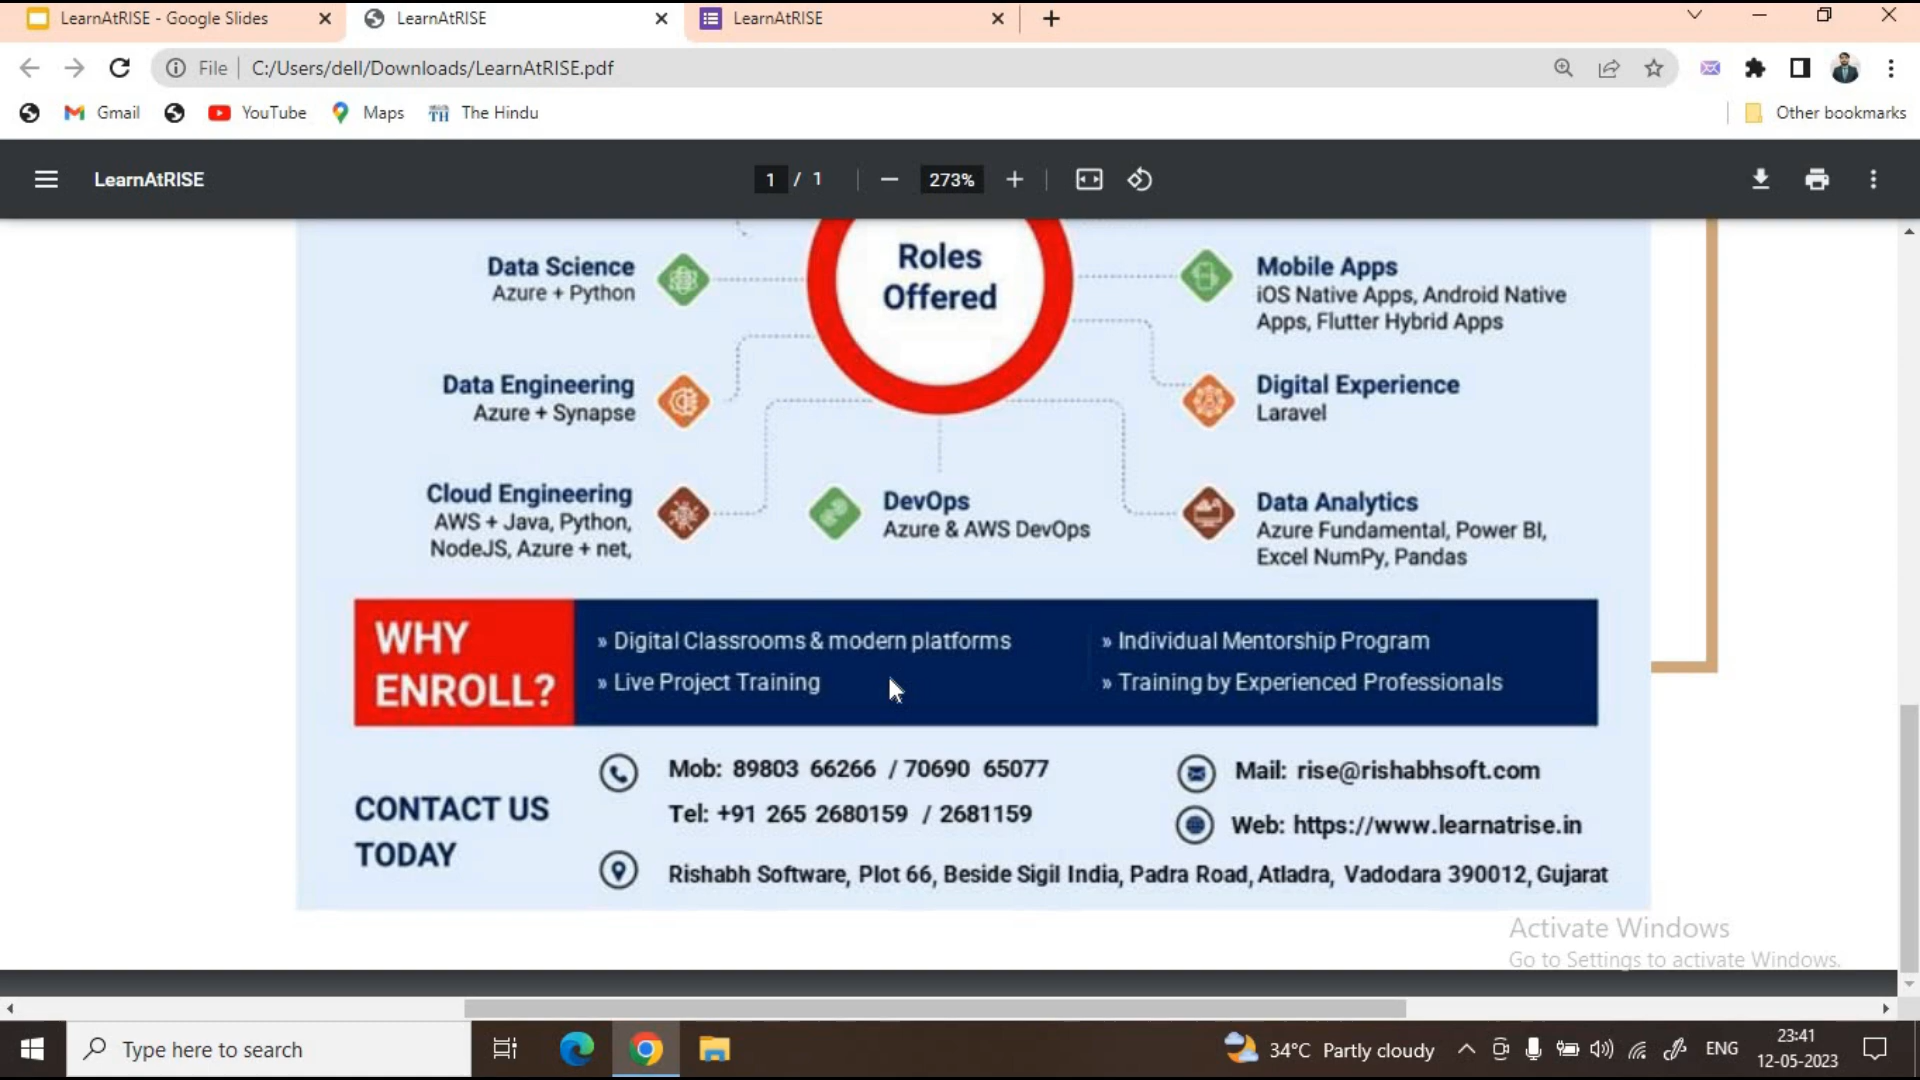 LearnAtRISE - Google Slides
LearnAtRISE
LearnAtRISE
File
C:/Users/dell/Downloads/LearnAtRISE.pdf
Gmail
YouTube
Maps
TH
The Hindu
Other bookmarks
LearnAtRISE
1 / 1
273%
Roles
Offered
Data Science
Azure + Python
Data Engineering
Azure + Synapse
Cloud Engineering
AWS + Java, Python,
NodeJS, Azure + net,
DevOps
Azure & AWS DevOps
Mobile Apps
iOS Native Apps, Android Native
Apps, Flutter Hybrid Apps
Digital Experience
Laravel
Data Analytics
Azure Fundamental, Power BI,
Excel NumPy, Pandas
WHY
ENROLL?
» Digital Classrooms & modern platforms
» Live Project Training
» Individual Mentorship Program
» Training by Experienced Professionals
CONTACT US
TODAY
Mob: 89803 66266 / 70690 65077
Tel: +91 265 2680159 / 2681159
Mail: rise@rishabhsoft.com
Web: https://www.learnatrise.in
Rishabh Software, Plot 66, Beside Sigil India, Padra Road, Atladra, Vadodara 390012, Gujarat
Activate Windows
Go to Settings to activate Windows.
Type here to search
34°C Partly cloudy
ENG
23:41
12-05-2023